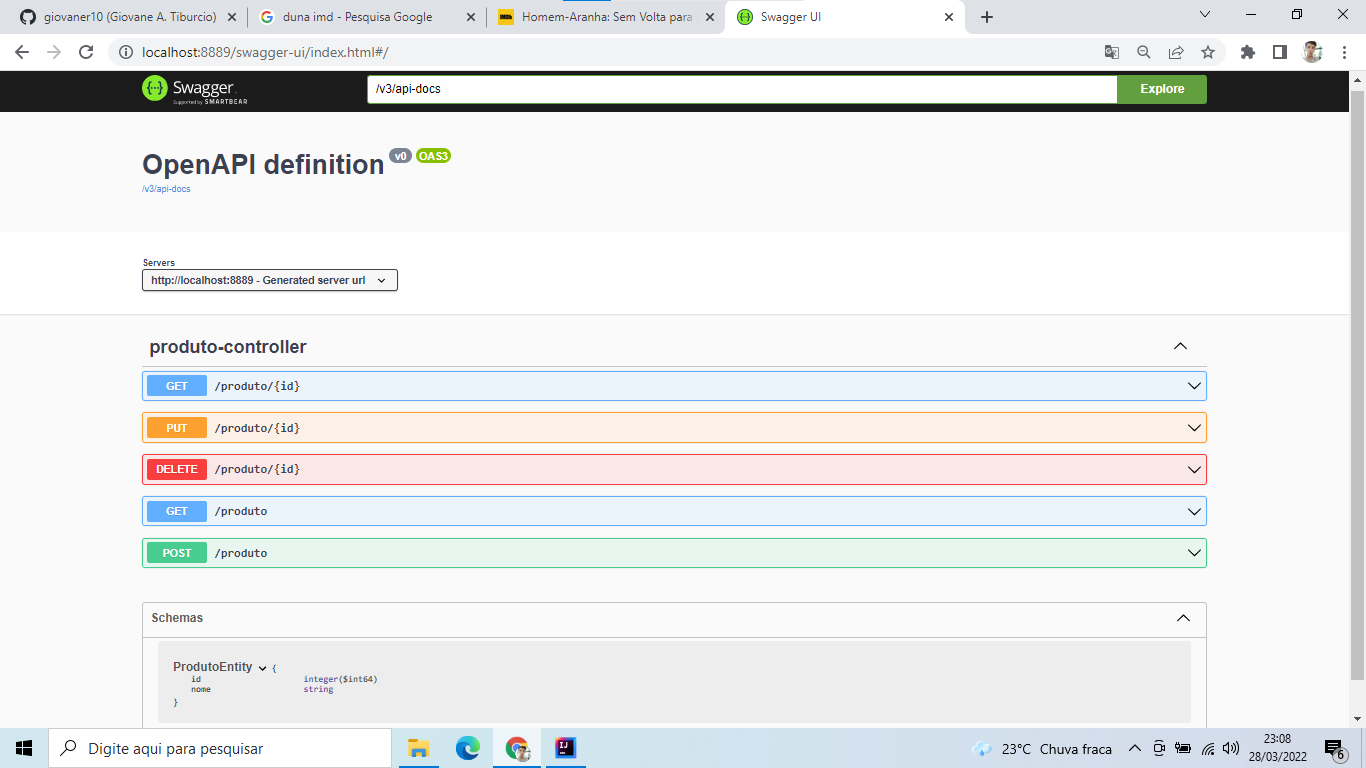 giovaner10 (Giovane A. Tiburcio)
duna imd - Pesquisa Google
Homem-Aranha: Sem Volta para
Swagger UI
localhost:8889/swagger-ui/index.html#/
Swagger
Supported by SMARTBEAR
/v3/api-docs
Explore
OpenAPI definition v0 OAS3
/v3/api-docs
Servers
http://localhost:8889 - Generated server url
produto-controller
GET /produto/{id}
PUT /produto/{id}
DELETE /produto/{id}
GET /produto
POST /produto
Schemas
ProdutoEntity {
id integer($int64)
nome string
}
Digite aqui para pesquisar
IJ
23°C Chuva fraca
23:08
28/03/2022
6